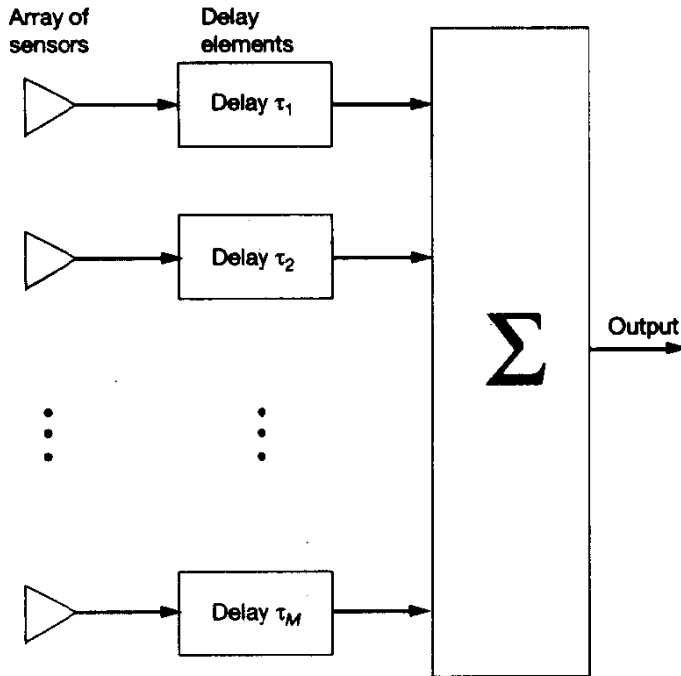 Array of
sensors
Delay
elements
Delay τ1
Delay τ2
Σ
Output
Delay τM